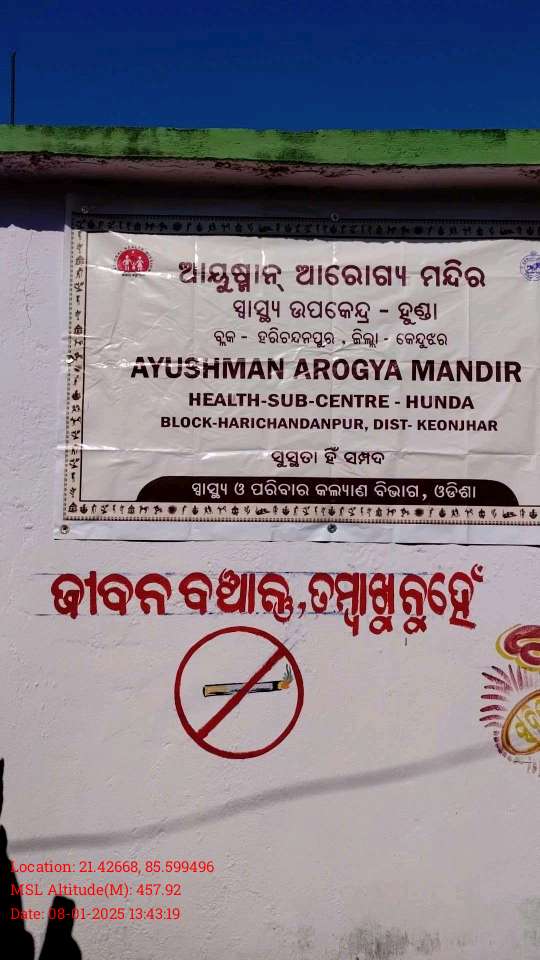 ଆୟୁଷ୍ମାନ୍ ଆରୋଗ୍ୟ ମନ୍ଦିର
ସ୍ୱାସ୍ଥ୍ୟ ଉପକେନ୍ଦ୍ର - ହୁଣ୍ଡା
ବ୍ଲକ - ହରିଚନ୍ଦନପୁର , ଜିଲ୍ଲା - କେନ୍ଦୁଝର
AYUSHMAN AROGYA MANDIR
HEALTH-SUB-CENTRE - HUNDA
BLOCK-HARICHANDANPUR, DIST- KEONJHAR
ସୁସ୍ଥତା ହିଁ ସମ୍ପଦ
ସ୍ୱାସ୍ଥ୍ୟ ଓ ପରିବାର କଲ୍ୟାଣ ବିଭାଗ, ଓଡିଶା
ଜୀବନ ବଞ୍ଚାନ୍ତୁ, ତମ୍ବାଖୁ ନୁହେଁ
Location: 21.42668, 85.599496
MSL Altitude(M): 457.92
Date: 08-01-2025 13:43:19